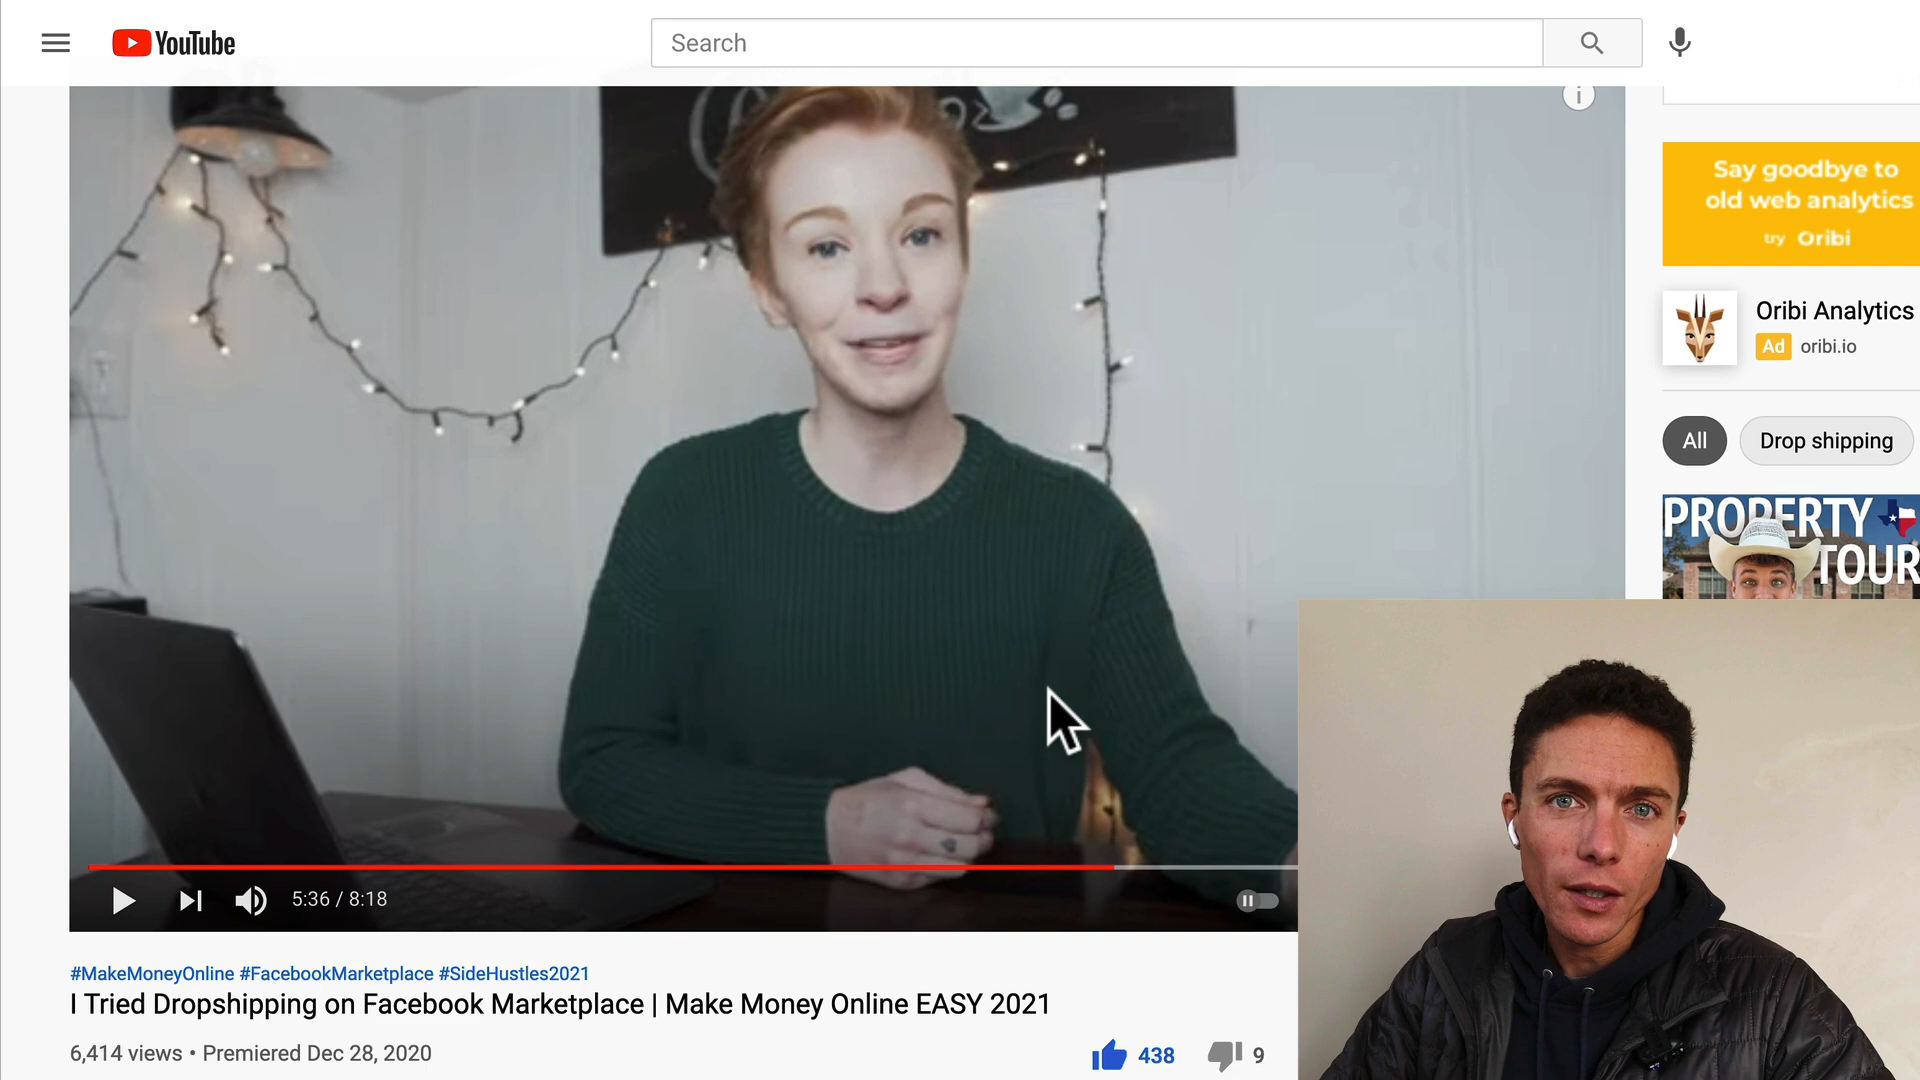 YouTube
Search
Say goodbye to
old web analytics
try Oribi
Oribi Analytics
Ad oribi.io
All
Drop shipping
PROPERTY
TOUR
5:36 / 8:18
#MakeMoneyOnline #FacebookMarketplace #SideHustles2021
I Tried Dropshipping on Facebook Marketplace | Make Money Online EASY 2021
6,414 views • Premiered Dec 28, 2020
438
9